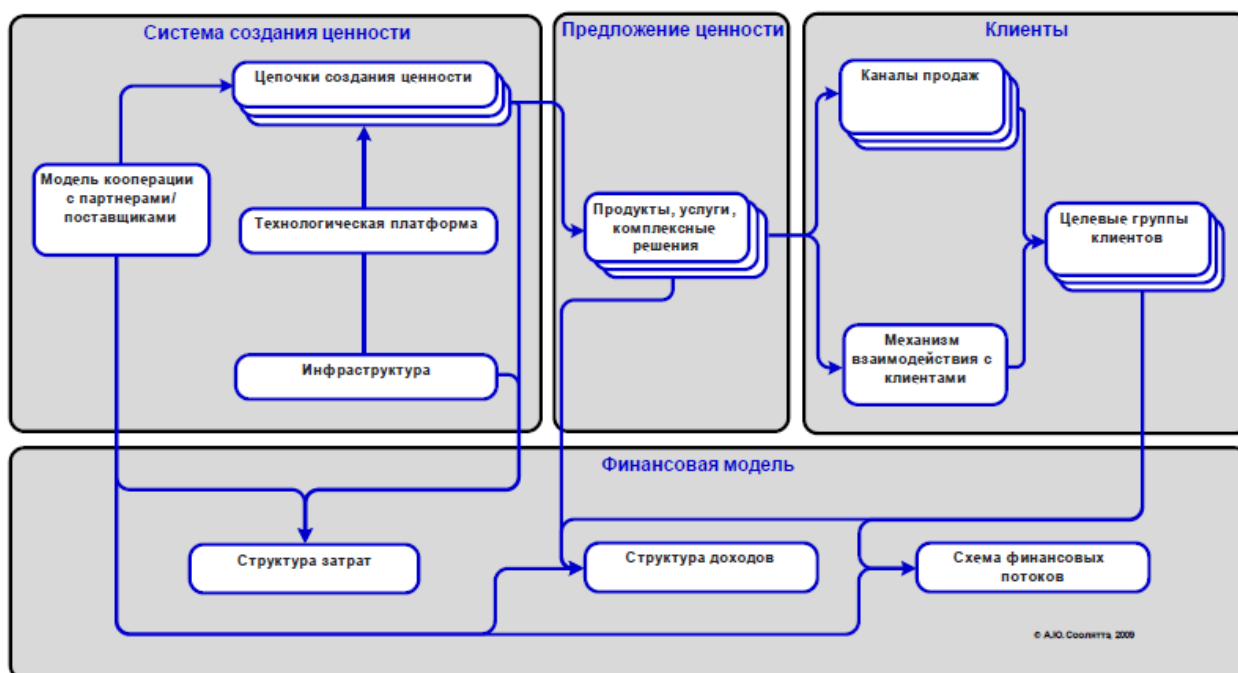 Система создания ценности
Предложение ценности
Клиенты
Цепочки создания ценности
Каналы продаж
Модель кооперации
с партнерами/
поставщиками
Технологическая платформа
Продукты, услуги,
комплексные
решения
Целевые группы
клиентов
Инфраструктура
Механизм
взаимодействия с
клиентами
Финансовая модель
Структура затрат
Структура доходов
Схема финансовых
потоков
© А.Ю. Сооляттэ, 2009